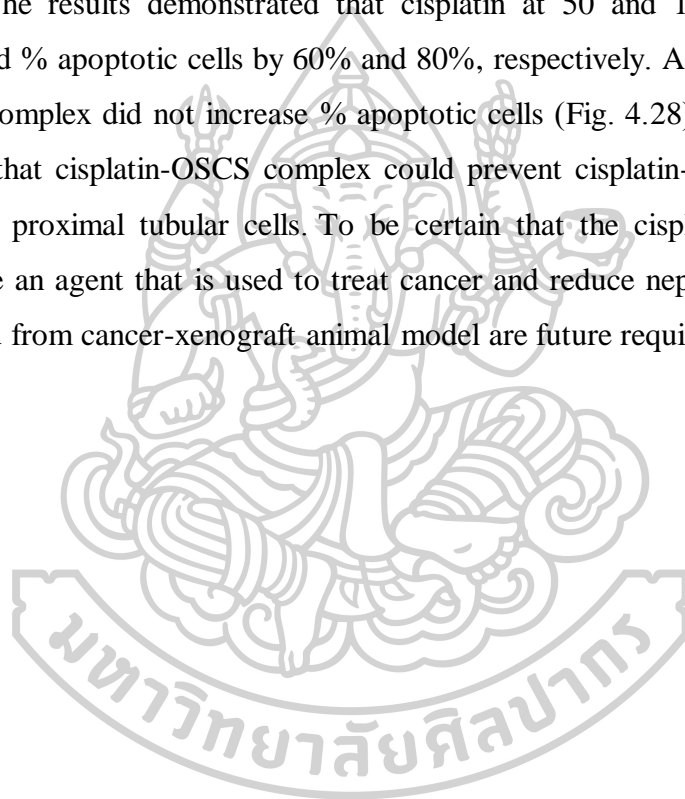 he results demonstrated that cisplatin at 50 and 1
d % apoptotic cells by 60% and 80%, respectively. A
omplex did not increase % apoptotic cells (Fig. 4.28)
that cisplatin-OSCS complex could prevent cisplatin-
proximal tubular cells. To be certain that the cispl
e an agent that is used to treat cancer and reduce nep
from cancer-xenograft animal model are future requi
มหาวิทยาลัยศิลปากร